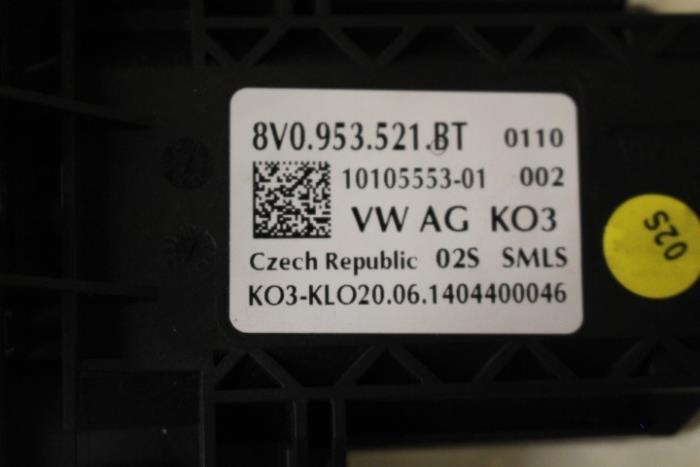 8V0.953.521.BT 0110
10105553-01 002
VW AG KO3
Czech Republic 02S SMLS
KO3-KLO20.06.1404400046
02S